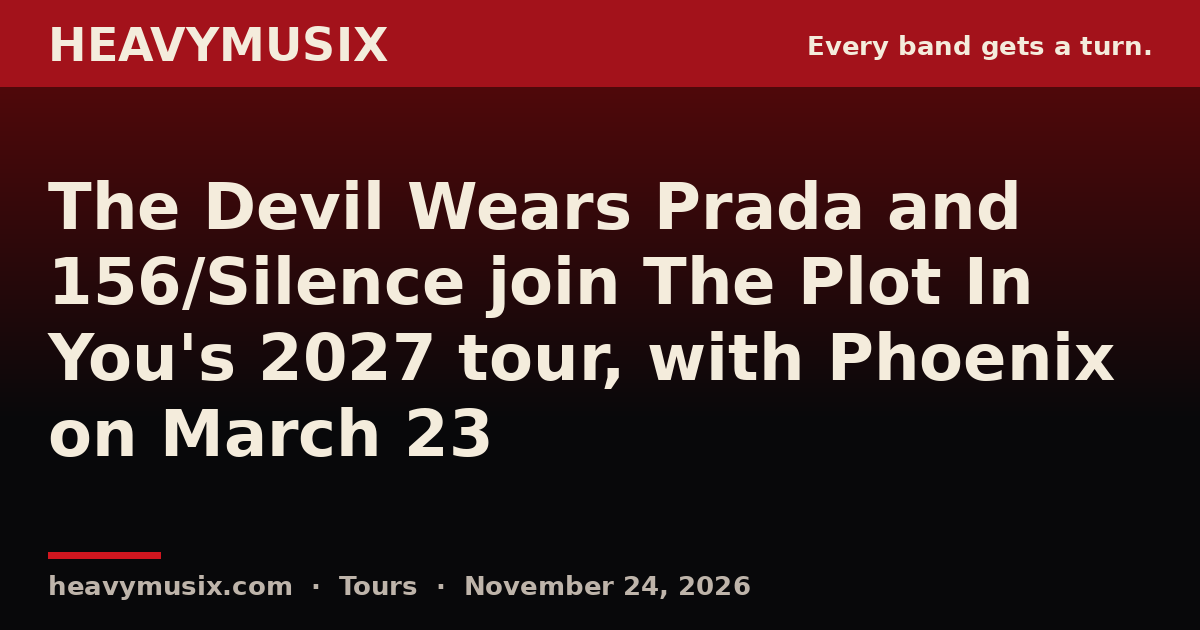 HEAVYMUSIX
Every band gets a turn.
The Devil Wears Prada and
156/Silence join The Plot In
You's 2027 tour, with Phoenix
on March 23
heavymusix.com · Tours · November 24, 2026